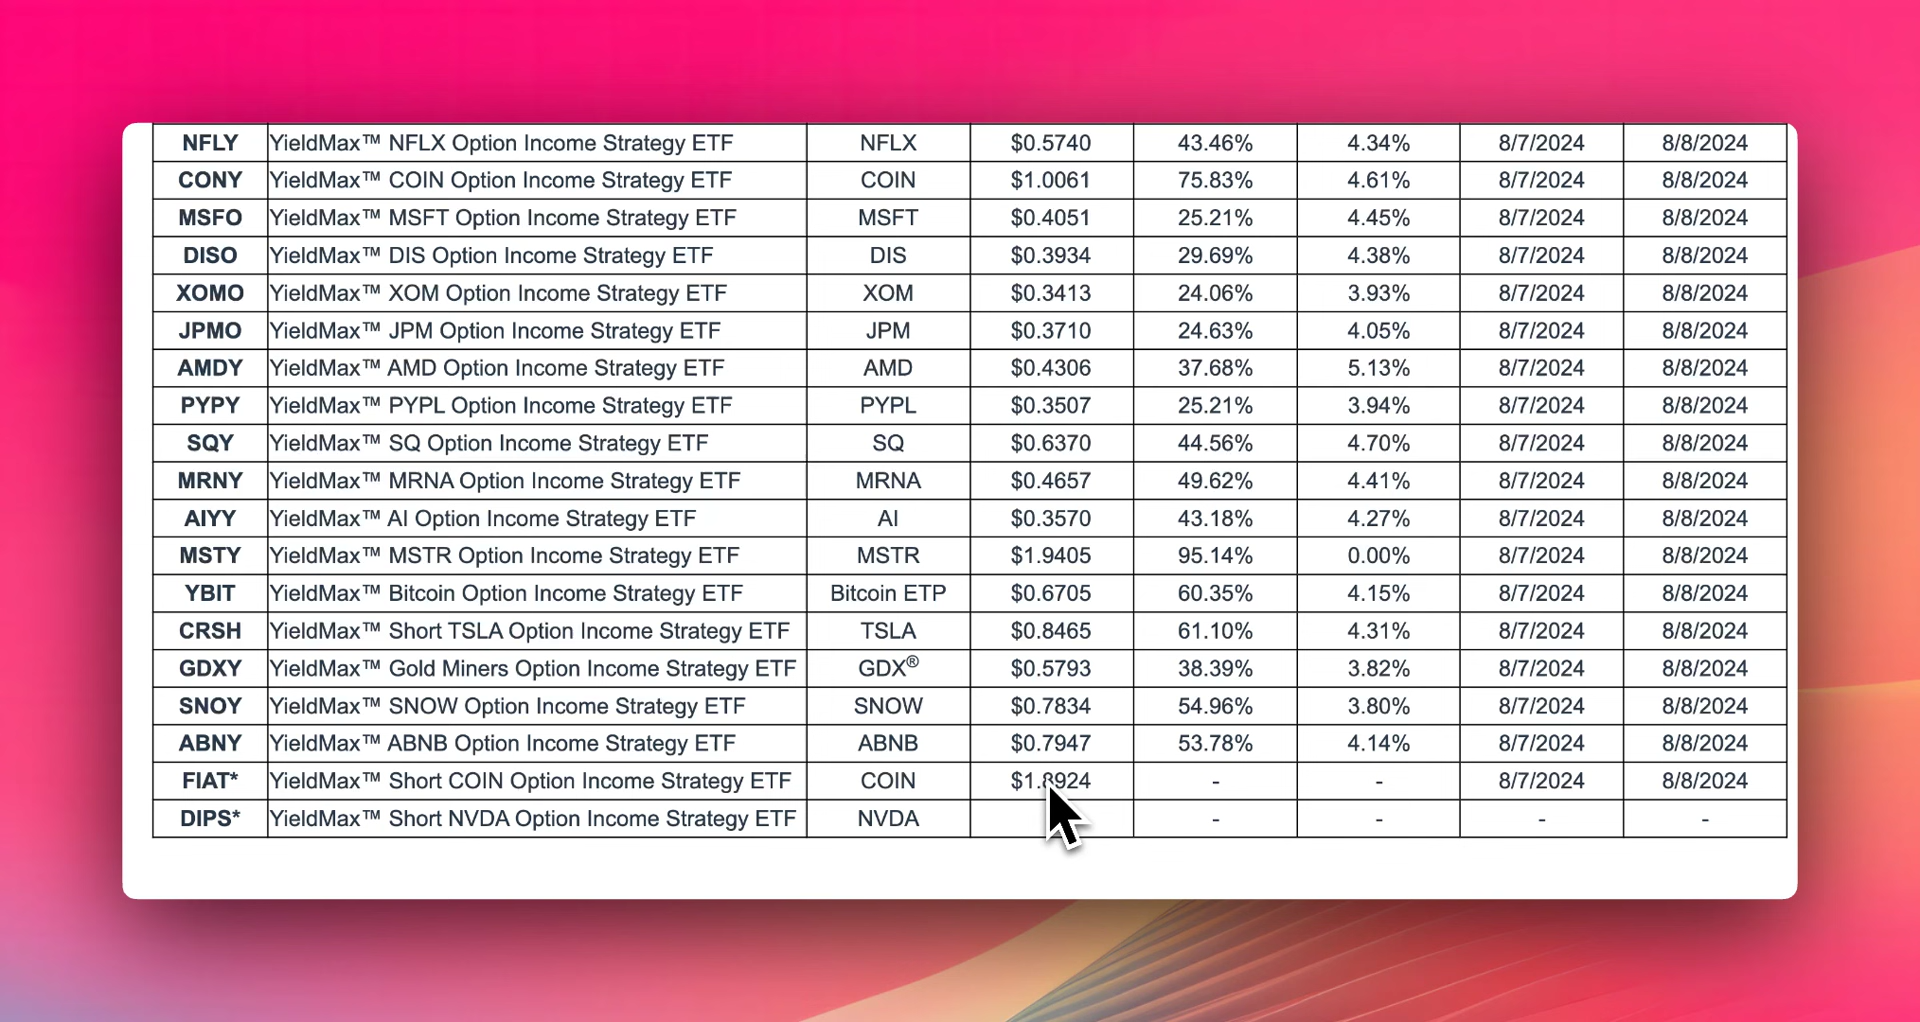 NFLY YieldMax™ NFLX Option Income Strategy ETF NFLX $0.5740 43.46% 4.34% 8/7/2024 8/8/2024
CONY YieldMax™ COIN Option Income Strategy ETF COIN $1.0061 75.83% 4.61% 8/7/2024 8/8/2024
MSFO YieldMax™ MSFT Option Income Strategy ETF MSFT $0.4051 25.21% 4.45% 8/7/2024 8/8/2024
DISO YieldMax™ DIS Option Income Strategy ETF DIS $0.3934 29.69% 4.38% 8/7/2024 8/8/2024
XOMO YieldMax™ XOM Option Income Strategy ETF XOM $0.3413 24.06% 3.93% 8/7/2024 8/8/2024
JPMO YieldMax™ JPM Option Income Strategy ETF JPM $0.3710 24.63% 4.05% 8/7/2024 8/8/2024
AMDY YieldMax™ AMD Option Income Strategy ETF AMD $0.4306 37.68% 5.13% 8/7/2024 8/8/2024
PYPY YieldMax™ PYPL Option Income Strategy ETF PYPL $0.3507 25.21% 3.94% 8/7/2024 8/8/2024
SQY YieldMax™ SQ Option Income Strategy ETF SQ $0.6370 44.56% 4.70% 8/7/2024 8/8/2024
MRNY YieldMax™ MRNA Option Income Strategy ETF MRNA $0.4657 49.62% 4.41% 8/7/2024 8/8/2024
AIYY YieldMax™ AI Option Income Strategy ETF AI $0.3570 43.18% 4.27% 8/7/2024 8/8/2024
MSTY YieldMax™ MSTR Option Income Strategy ETF MSTR $1.9405 95.14% 0.00% 8/7/2024 8/8/2024
YBIT YieldMax™ Bitcoin Option Income Strategy ETF Bitcoin ETP $0.6705 60.35% 4.15% 8/7/2024 8/8/2024
CRSH YieldMax™ Short TSLA Option Income Strategy ETF TSLA $0.8465 61.10% 4.31% 8/7/2024 8/8/2024
GDXY YieldMax™ Gold Miners Option Income Strategy ETF GDX® $0.5793 38.39% 3.82% 8/7/2024 8/8/2024
SNOY YieldMax™ SNOW Option Income Strategy ETF SNOW $0.7834 54.96% 3.80% 8/7/2024 8/8/2024
ABNY YieldMax™ ABNB Option Income Strategy ETF ABNB $0.7947 53.78% 4.14% 8/7/2024 8/8/2024
FIAT* YieldMax™ Short COIN Option Income Strategy ETF COIN $1.8924 - - 8/7/2024 8/8/2024
DIPS* YieldMax™ Short NVDA Option Income Strategy ETF NVDA - - - -